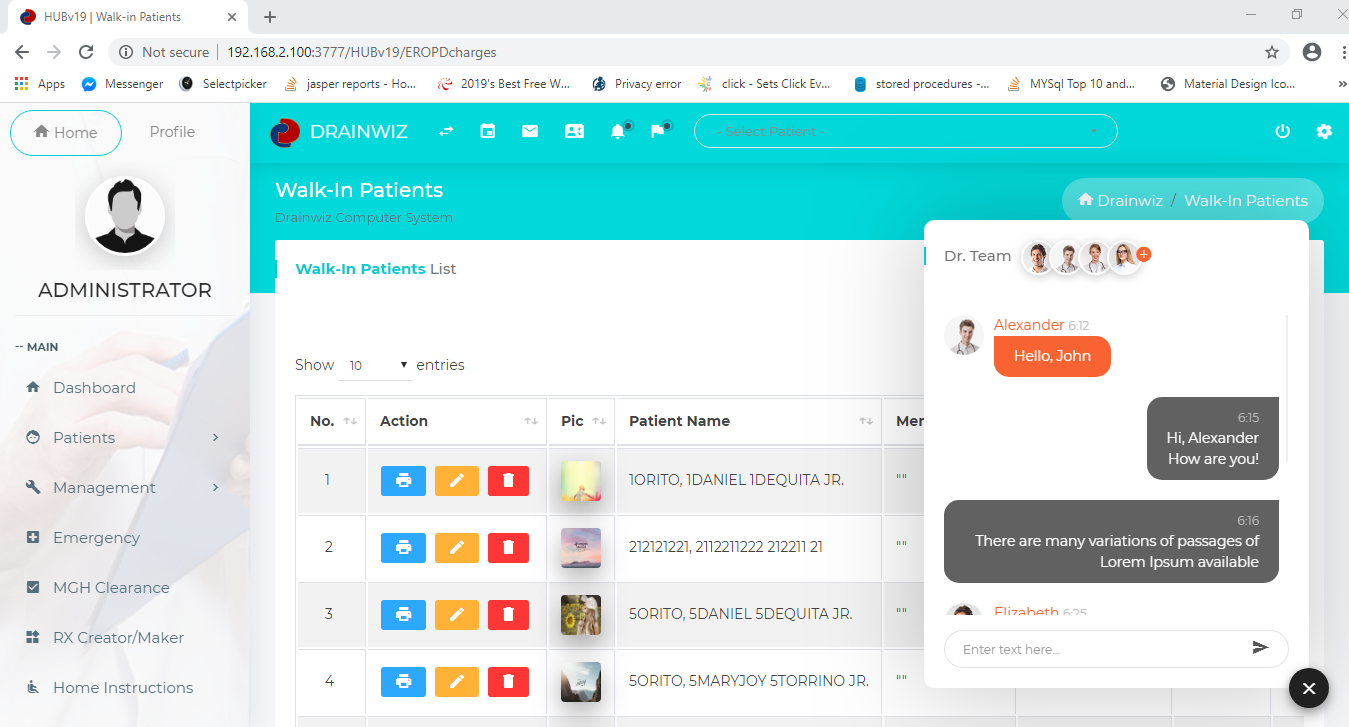 HUBv19 | Walk-in Patients
Not secure | 192.168.2.100:3777/HUBv19/EROPDcharges
Apps Messenger Selectpicker jasper reports - Ho... 2019's Best Free W... Privacy error click - Sets Click Ev... stored procedures -... MYSql Top 10 and... Material Design Ico... »
Home Profile
DRAINWIZ
- Select Patient -
Walk-In Patients
Drainwiz Computer System
Drainwiz / Walk-In Patients
ADMINISTRATOR
-- MAIN
Dashboard
Patients
Management
Emergency
MGH Clearance
RX Creator/Maker
Home Instructions
Walk-In Patients List
Show 10 entries
No. Action Pic Patient Name Mer
1 1ORITO, 1DANIEL 1DEQUITA JR. ""
2 212121221, 2112211222 212211 21 ""
3 5ORITO, 5DANIEL 5DEQUITA JR. ""
4 5ORITO, 5MARYJOY 5TORRINO JR. ""
Dr. Team
Alexander 6:12
Hello, John
6:15
Hi, Alexander
How are you!
6:16
There are many variations of passages of
Lorem Ipsum available
Elizabeth 6:25
Enter text here...